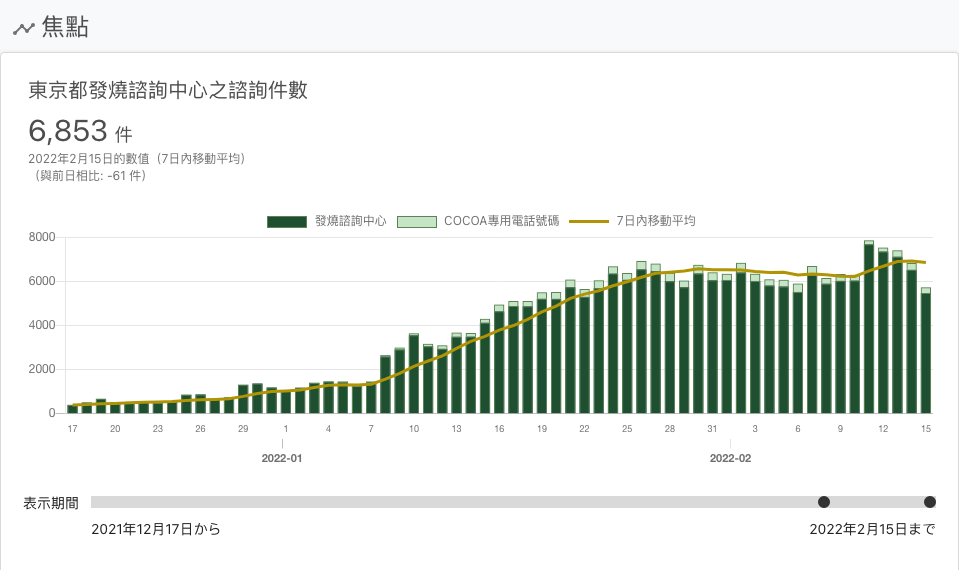 焦點
東京都發燒諮詢中心之諮詢件數
6,853 件
2022年2月15日的數值（7日內移動平均）
（與前日相比: -61 件）
發燒諮詢中心 COCOA專用電話號碼 7日內移動平均
8000
6000
4000
2000
0
17 20 23 26 29 1 4 7 10 13 16 19 22 25 28 31 3 6 9 12 15
2022-01 2022-02
表示期間
2021年12月17日から 2022年2月15日まで